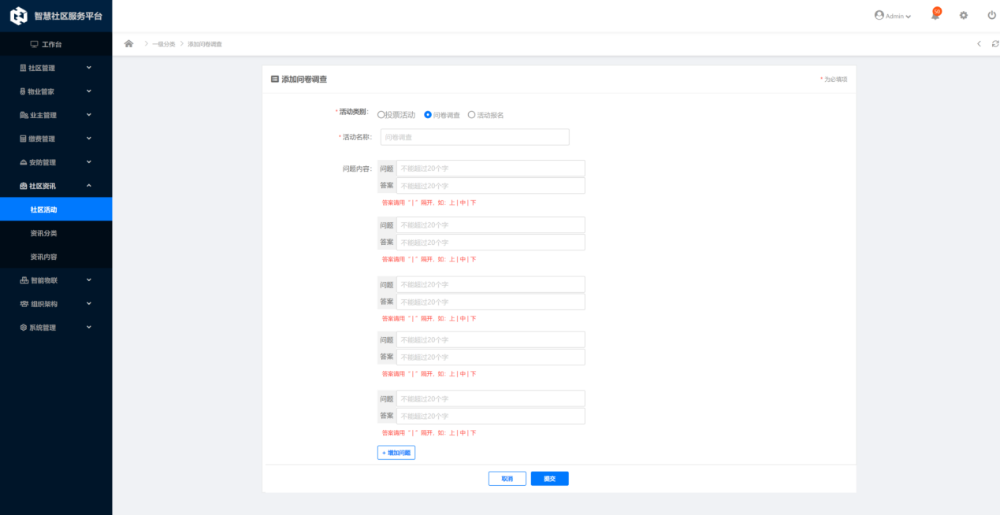 智慧社区服务平台
Admin
50
工作台
一级分类
添加问卷调查
社区管理
物业管家
业主管理
缴费管理
安防管理
社区资讯
社区活动
资讯分类
资讯内容
智能物联
组织架构
系统管理
添加问卷调查
* 为必填项
* 活动类别:
投票活动
问卷调查
活动报名
* 活动名称:
问卷调查
问题内容:
问题
不能超过20个字
答案
不能超过20个字
答案请用 "|" 隔开, 如: 上|中|下
问题
不能超过20个字
答案
不能超过20个字
答案请用 "|" 隔开, 如: 上|中|下
问题
不能超过20个字
答案
不能超过20个字
答案请用 "|" 隔开, 如: 上|中|下
问题
不能超过20个字
答案
不能超过20个字
答案请用 "|" 隔开, 如: 上|中|下
问题
不能超过20个字
答案
不能超过20个字
答案请用 "|" 隔开, 如: 上|中|下
+ 增加问题
取消
提交